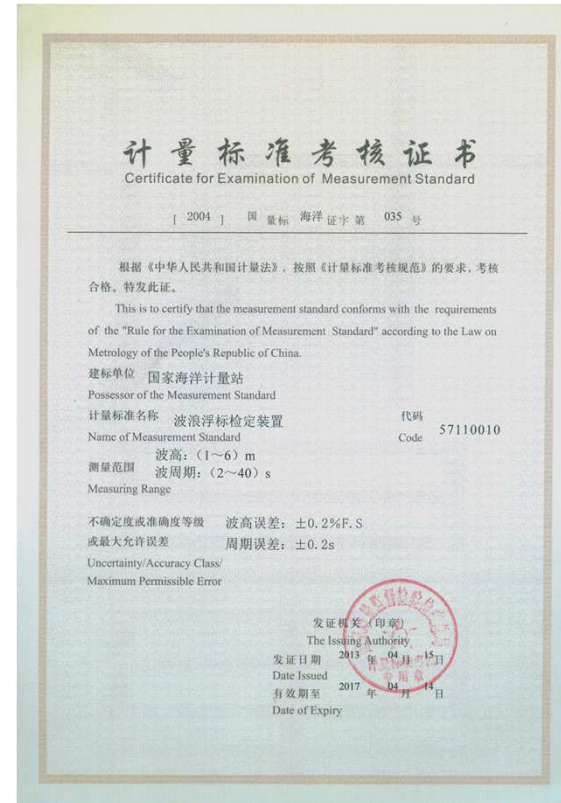 计量标准考核证书
Certificate for Examination of Measurement Standard
[ 2004 ] 国 量标 海洋 证字 第 035 号
根据《中华人民共和国计量法》，按照《计量标准考核规范》的要求，考核
合格。特发此证。
This is to certify that the measurement standard conforms with the requirements
of the "Rule for the Examination of Measurement Standard" according to the Law on
Metrology of the People's Republic of China.
建标单位 国家海洋计量站
Possessor of the Measurement Standard
计量标准名称 波浪浮标检定装置 代码
Name of Measurement Standard Code 57110010
波高：（1～6）m
测量范围 波周期：（2～40）s
Measuring Range
不确定度或准确度等级 波高误差：±0.2%F.S
或最大允许误差 周期误差：±0.2s
Uncertainty/Accuracy Class/
Maximum Permissible Error
发证机关（印章）
The Issuing Authority
发证日期 2013 年 04 月 15 日
Date Issued
有效期至 2017 年 04 月 14 日
Date of Expiry
专用章